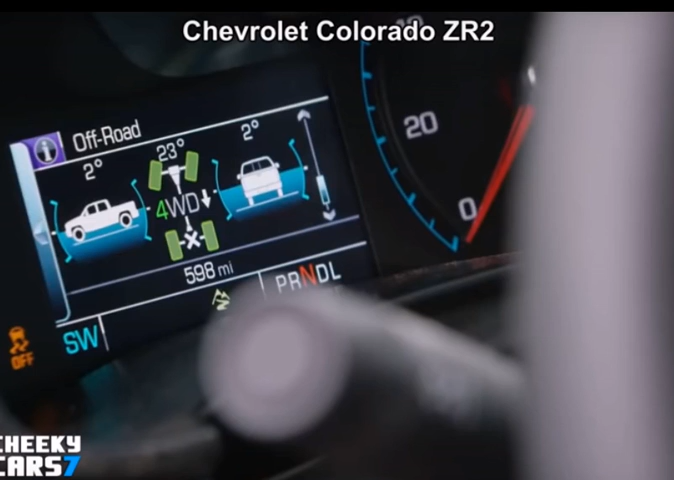 Chevrolet Colorado ZR2
Off-Road
2°
23°
2°
4WD↓
598 mi
PRNDL
SW
OFF
20
0
CHEEKY
CARS7